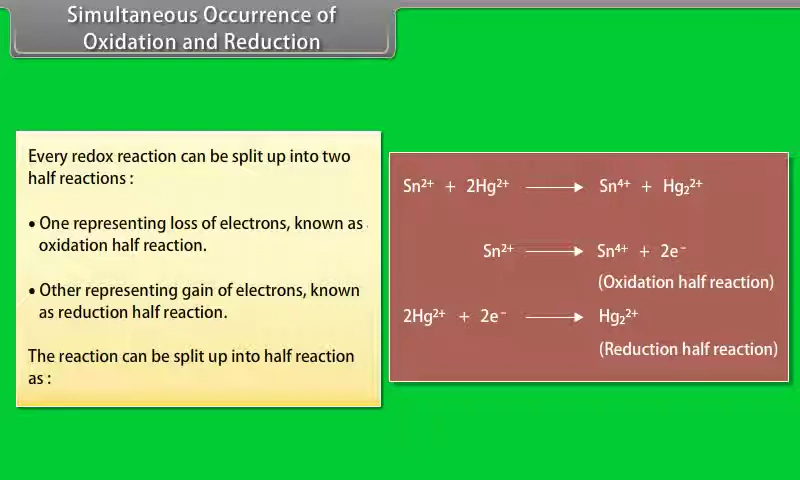 Simultaneous Occurrence of
Oxidation and Reduction
Every redox reaction can be split up into two
half reactions :
• One representing loss of electrons, known as
oxidation half reaction.
• Other representing gain of electrons, known
as reduction half reaction.
The reaction can be split up into half reaction
as :
Sn²⁺ + 2Hg²⁺ ⟶ Sn⁴⁺ + Hg₂²⁺
Sn²⁺ ⟶ Sn⁴⁺ + 2e⁻
(Oxidation half reaction)
2Hg²⁺ + 2e⁻ ⟶ Hg₂²⁺
(Reduction half reaction)